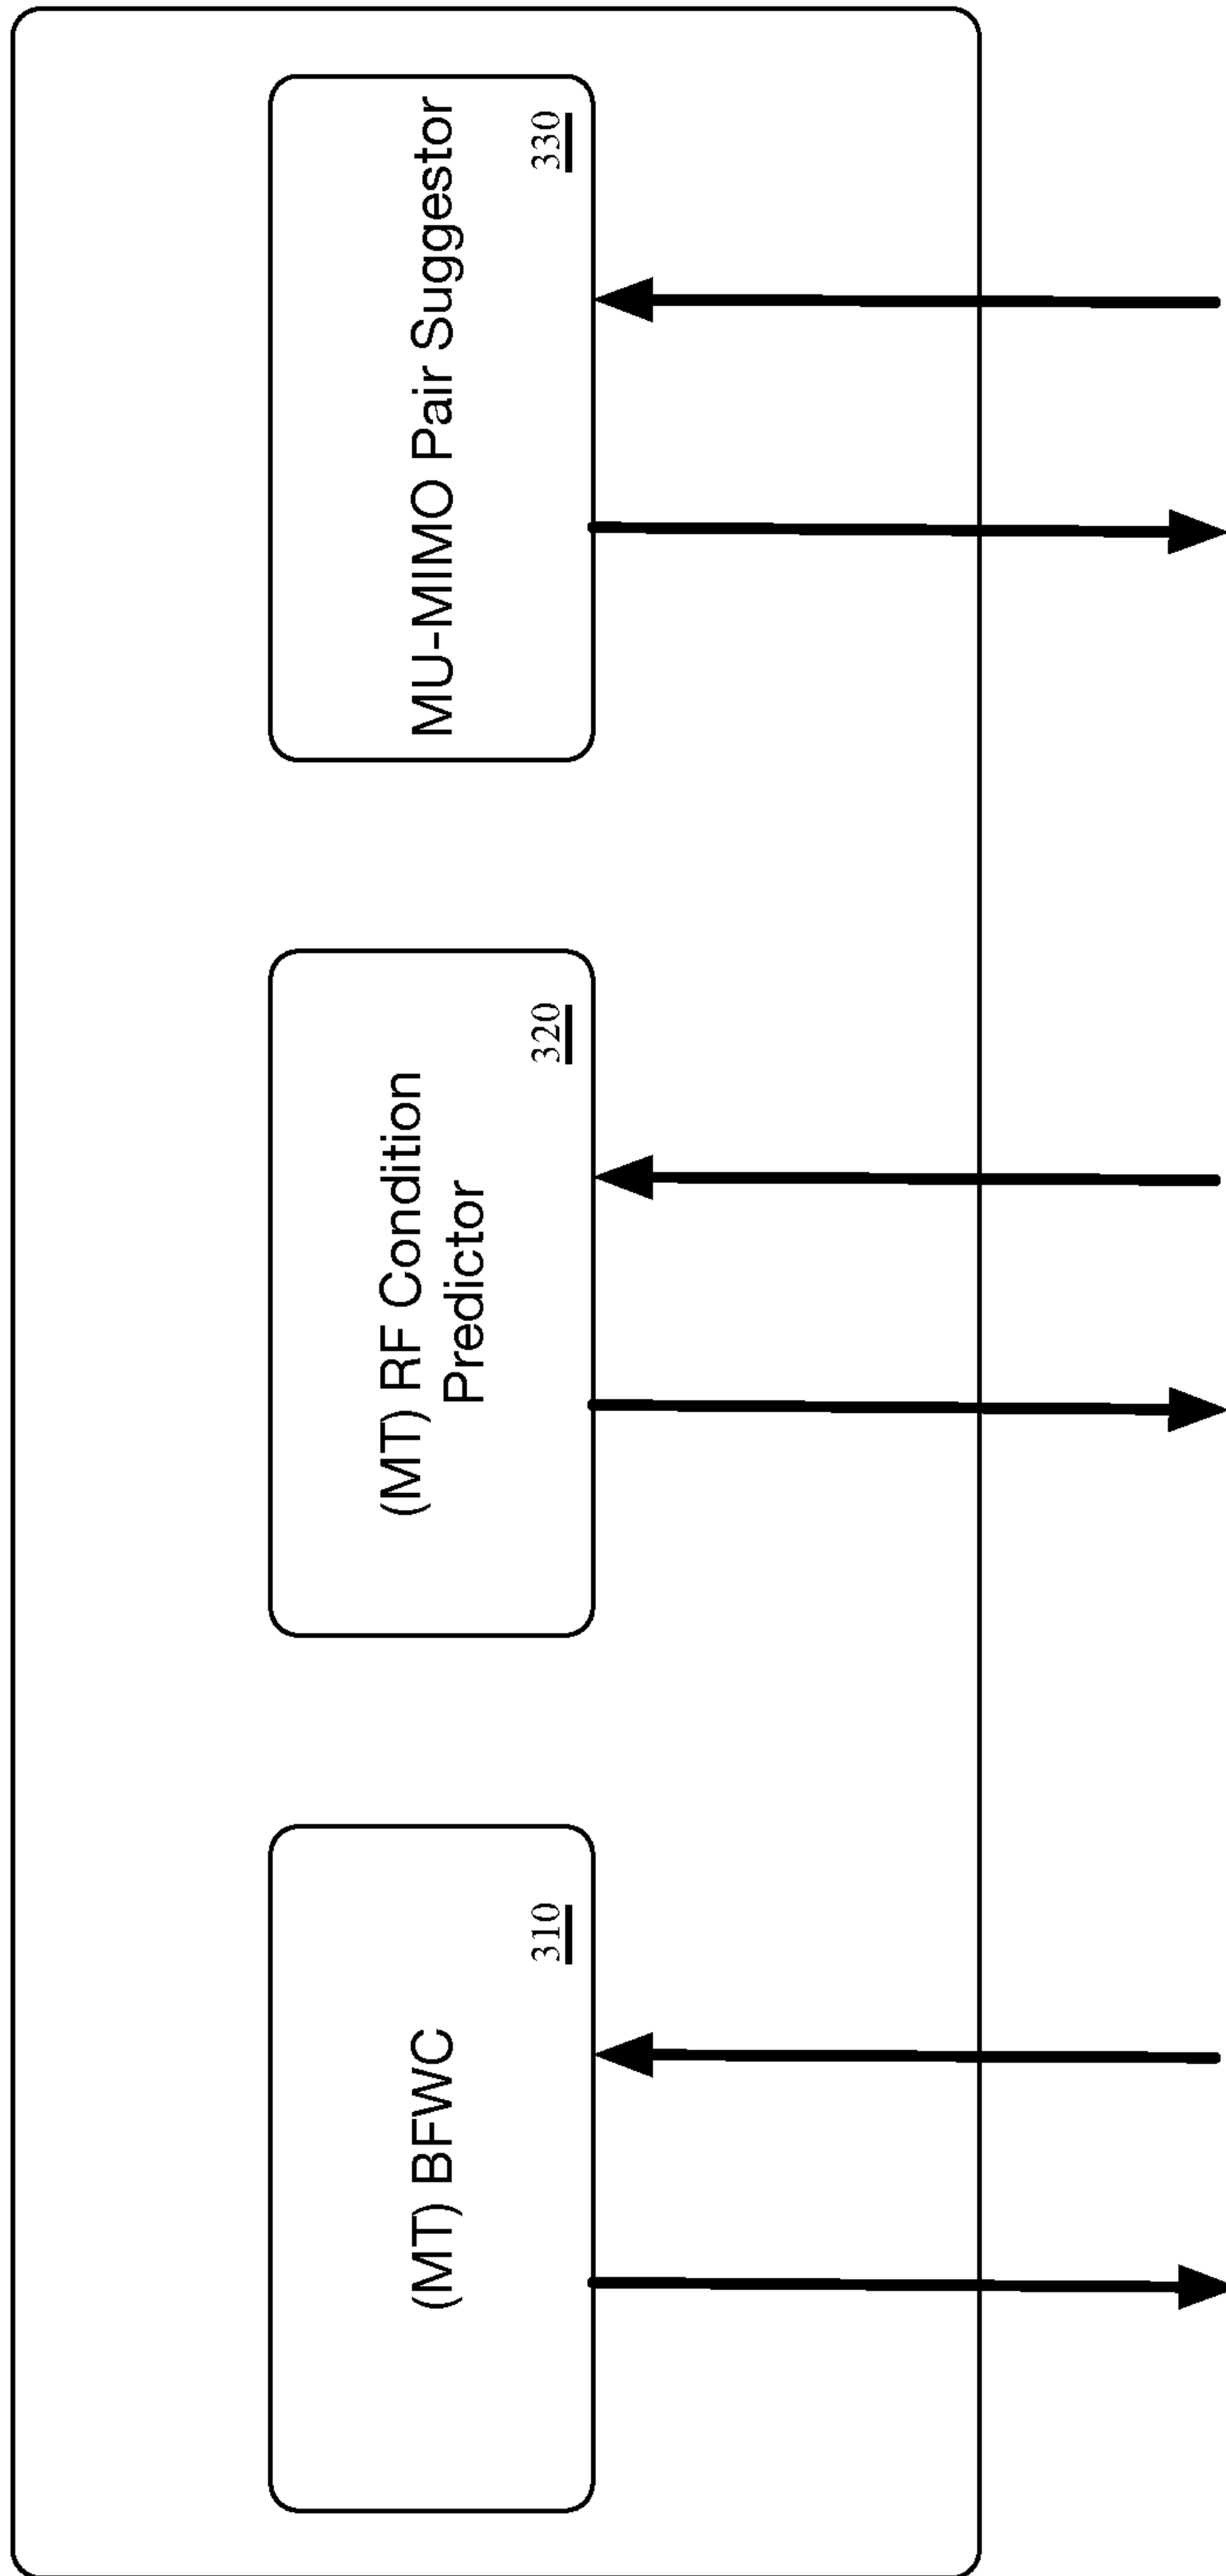 (MT) BFWC
310
(MT) RF Condition
Predictor
320
MU-MIMO Pair Suggestor
330